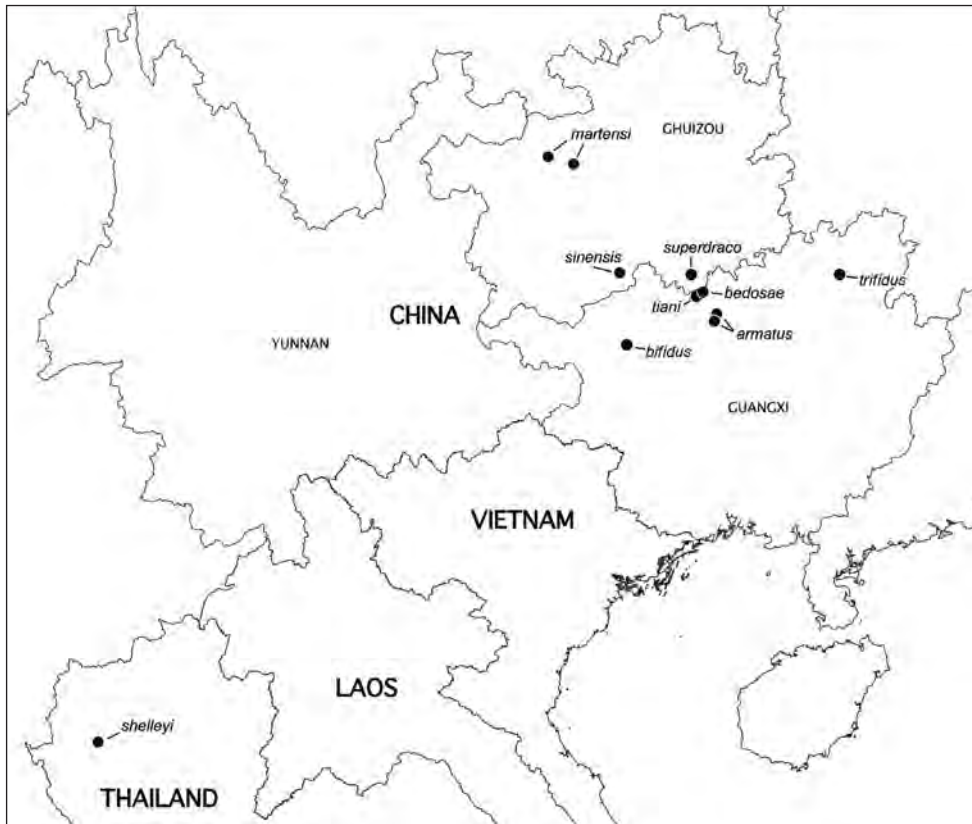 GHUIZOU
martensi
superdraco
sinensis
trifidus
bedosae
tiani
CHINA
armatus
YUNNAN
bifidus
GUANGXI
VIETNAM
LAOS
shelleyi
THAILAND